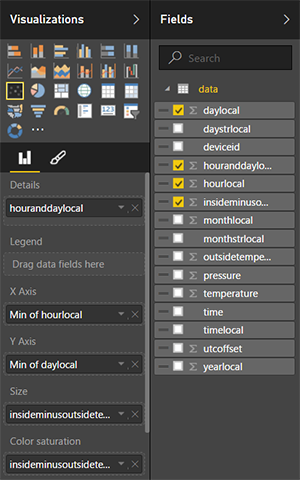 Visualizations
Fields
Search
data
daylocal
daystrlocal
deviceid
houranddaylo...
hourlocal
insideminuso...
monthlocal
monthstrlocal
outsidetempe...
pressure
temperature
time
timelocal
utcoffset
yearlocal
Details
houranddaylocal
Legend
Drag data fields here
X Axis
Min of hourlocal
Y Axis
Min of daylocal
Size
insideminusoutsidete...
Color saturation
insideminusoutsidete...